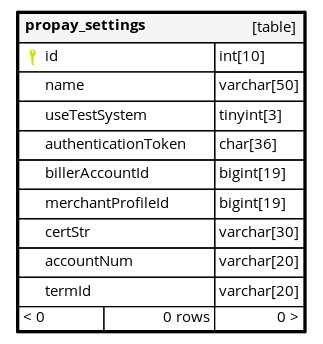 propay_settings [table]
id int[10]
name varchar[50]
useTestSystem tinyint[3]
authenticationToken char[36]
billerAccountId bigint[19]
merchantProfileId bigint[19]
certStr varchar[30]
accountNum varchar[20]
termId varchar[20]
< 0 0 rows 0 >